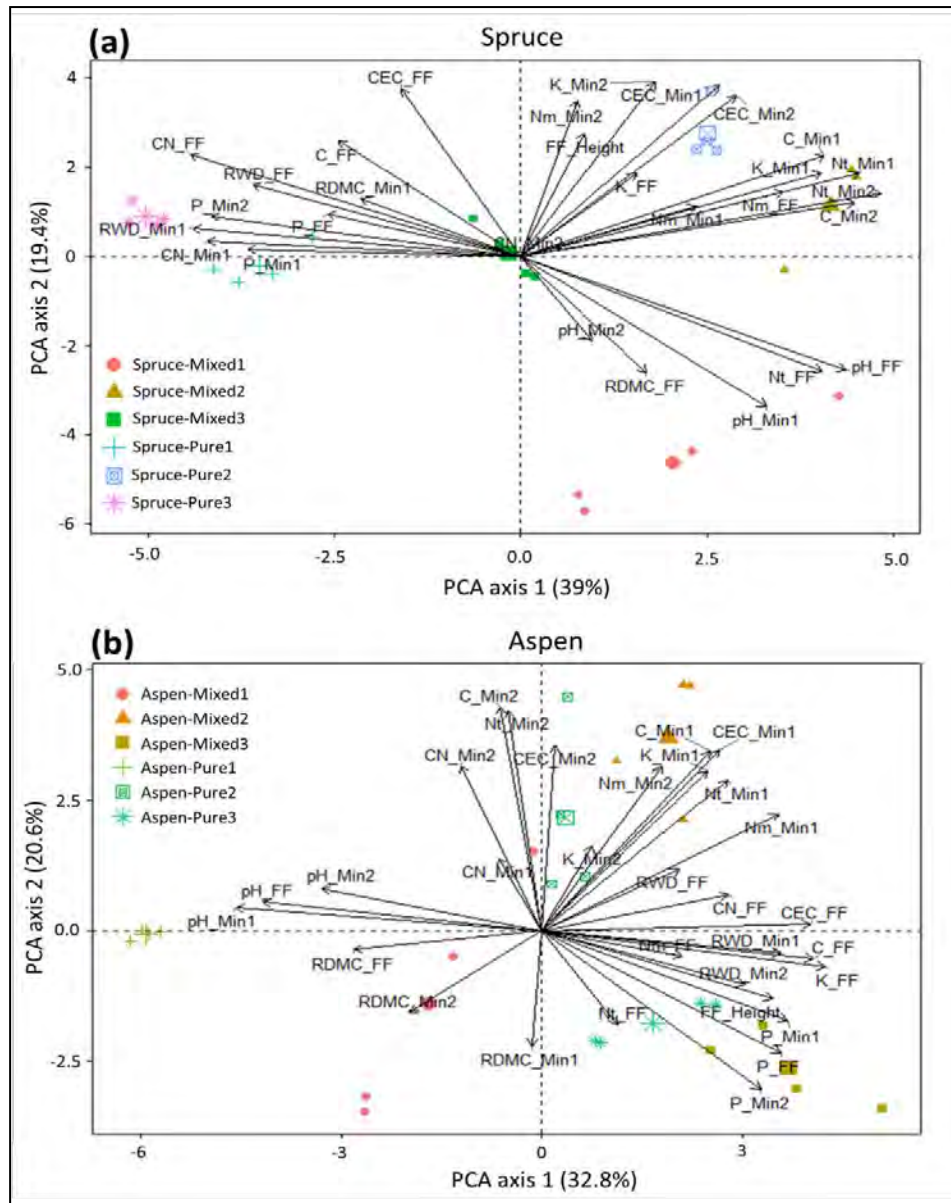 (a)
Spruce
CEC_FF
K_Min2
CEC_Min1
Nm_Min2
CEC_Min2
FF_Height
CN_FF
C_FF
C_Min1
K_Min1
Nt_Min1
RWD_FF
RDMC_Min1
K_FF
Nm_FF
Nt_Min2
P_Min2
Nm_Min1
C_Min2
RWD_Min1
P_FF
CN_Min2
CN_Min1
P_Min1
pH_Min2
RDMC_FF
Nt_FF
pH_FF
pH_Min1
Spruce-Mixed1
Spruce-Mixed2
Spruce-Mixed3
Spruce-Pure1
Spruce-Pure2
Spruce-Pure3
4
2
0
-2
-4
-6
PCA axis 2 (19.4%)
-5.0 -2.5 0.0 2.5 5.0
PCA axis 1 (39%)
(b)
Aspen
Aspen-Mixed1
Aspen-Mixed2
Aspen-Mixed3
Aspen-Pure1
Aspen-Pure2
Aspen-Pure3
C_Min2
Nt_Min2
CN_Min2
CEC_Min2
C_Min1
CEC_Min1
K_Min1
Nm_Min2
Nt_Min1
Nm_Min1
K_Min2
CN_Min1
RWD_FF
pH_Min2
pH_FF
pH_Min1
CN_FF
CEC_FF
RDMC_FF
Nm_FF
RWD_Min1
C_FF
K_FF
RWD_Min2
RDMC_Min2
Nt_FF
FF_Height
P_Min1
RDMC_Min1
P_FF
P_Min2
5.0
2.5
0.0
-2.5
PCA axis 2 (20.6%)
-6 -3 0 3
PCA axis 1 (32.8%)